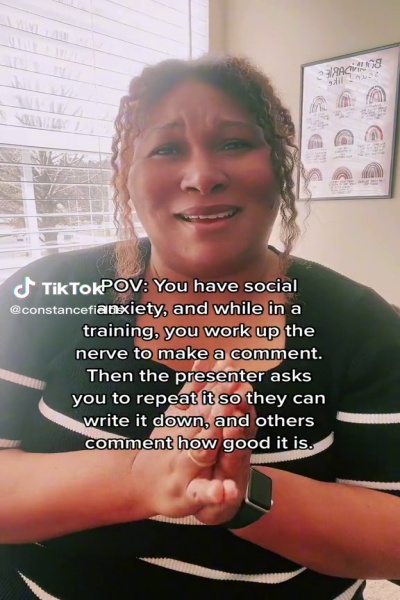 BOUNDARIES
TikTok
POV: You have social
anxiety, and while in a
training, you work up the
nerve to make a comment.
Then the presenter asks
you to repeat it so they can
write it down, and others
comment how good it is.